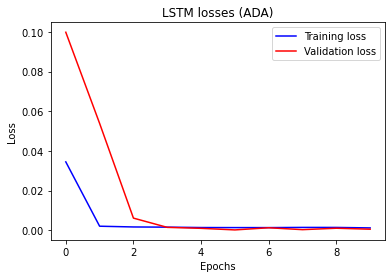 LSTM losses (ADA)
Training loss
Validation loss
0.10
0.08
0.06
0.04
0.02
0.00
Loss
0 2 4 6 8
Epochs